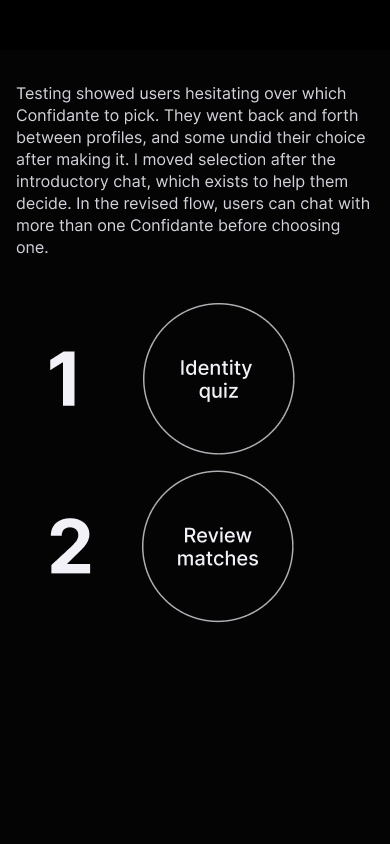 Testing showed users hesitating over which
Confidante to pick. They went back and forth
between profiles, and some undid their choice
after making it. I moved selection after the
introductory chat, which exists to help them
decide. In the revised flow, users can chat with
more than one Confidante before choosing
one.
1
Identity
quiz
2
Review
matches